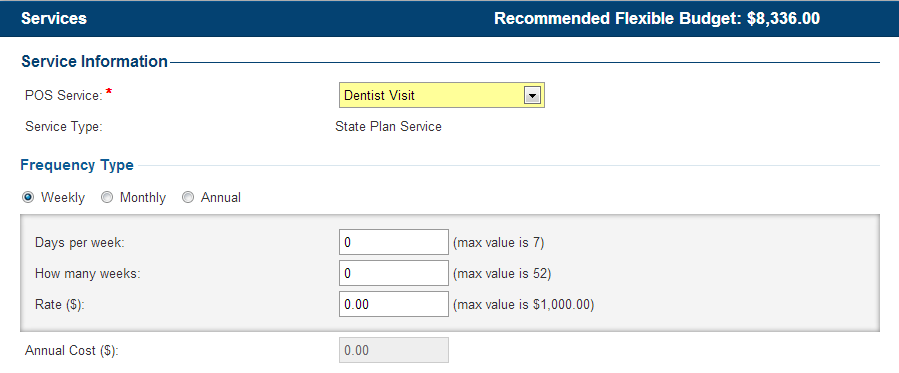 Services Recommended Flexible Budget: $8,336.00
Service Information
POS Service: * Dentist Visit
Service Type: State Plan Service
Frequency Type
Weekly Monthly Annual
Days per week: 0 (max value is 7)
How many weeks: 0 (max value is 52)
Rate ($): 0.00 (max value is $1,000.00)
Annual Cost ($): 0.00